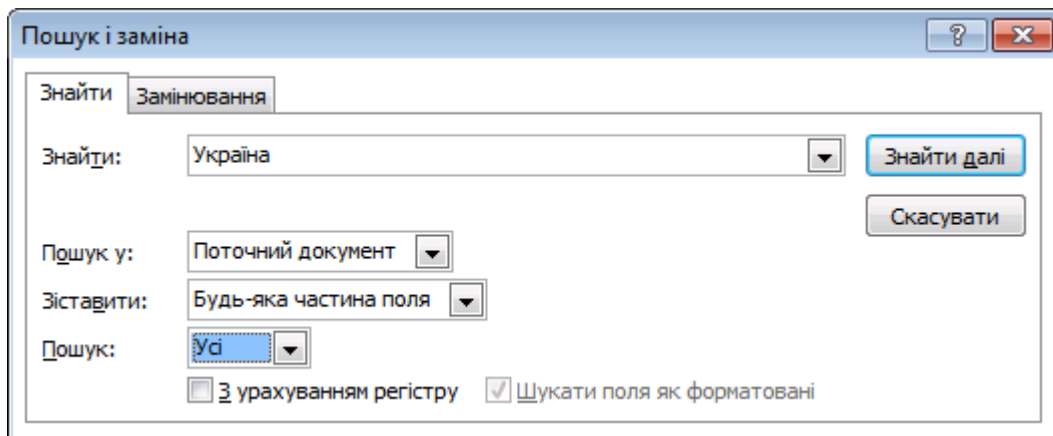 Пошук і заміна
Знайти Замінювання
Знайти: Україна Знайти далі
Скасувати
Пошук у: Поточний документ
Зіставити: Будь-яка частина поля
Пошук: Усі
З урахуванням регістру Шукати поля як форматовані